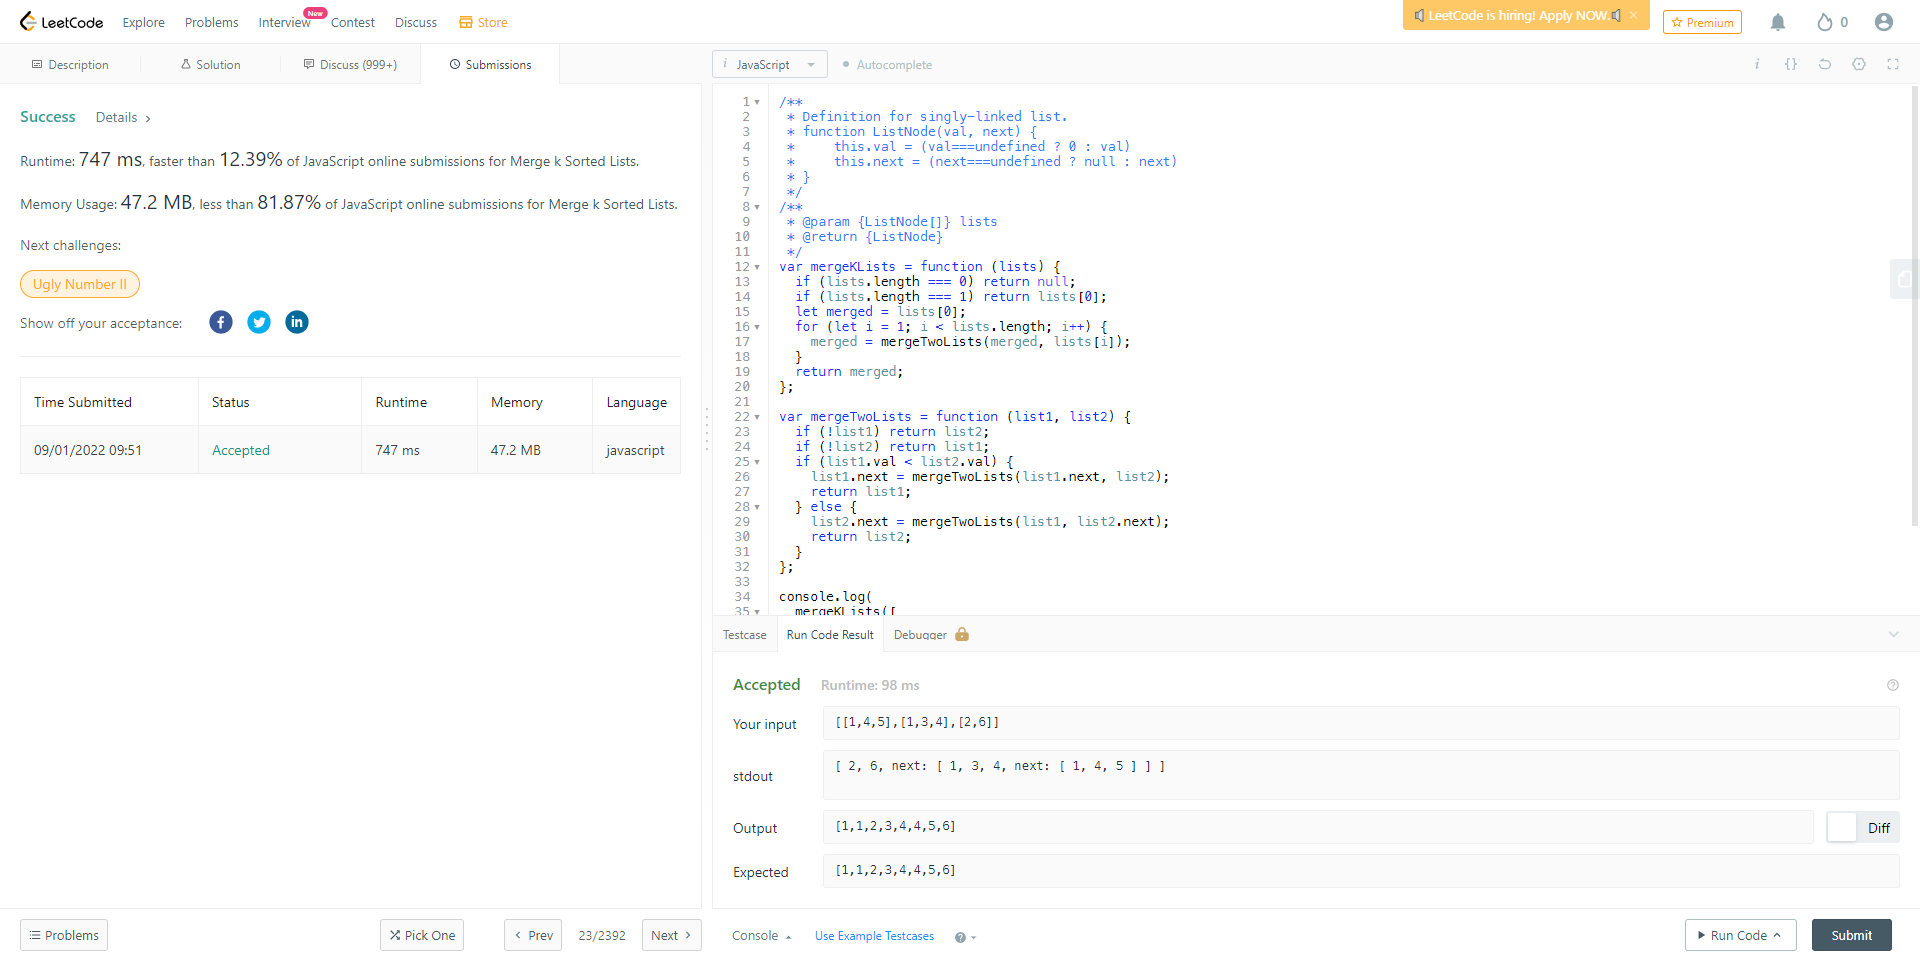 LeetCode Explore Problems Interview New Contest Discuss Store LeetCode is hiring! Apply NOW. × Premium 0
Description Solution Discuss (999+) Submissions
Success Details >
Runtime: 747 ms, faster than 12.39% of JavaScript online submissions for Merge k Sorted Lists.
Memory Usage: 47.2 MB, less than 81.87% of JavaScript online submissions for Merge k Sorted Lists.
Next challenges:
Ugly Number II
Show off your acceptance:
Time Submitted Status Runtime Memory Language
09/01/2022 09:51 Accepted 747 ms 47.2 MB javascript
Problems Pick One < Prev 23/2392 Next >
i JavaScript Autocomplete i {}
1 /**
2 * Definition for singly-linked list.
3 * function ListNode(val, next) {
4 *     this.val = (val===undefined ? 0 : val)
5 *     this.next = (next===undefined ? null : next)
6 * }
7 */
8 /**
9 * @param {ListNode[]} lists
10 * @return {ListNode}
11 */
12 var mergeKLists = function (lists) {
13   if (lists.length === 0) return null;
14   if (lists.length === 1) return lists[0];
15   let merged = lists[0];
16   for (let i = 1; i < lists.length; i++) {
17     merged = mergeTwoLists(merged, lists[i]);
18   }
19   return merged;
20 };
21
22 var mergeTwoLists = function (list1, list2) {
23   if (!list1) return list2;
24   if (!list2) return list1;
25   if (list1.val < list2.val) {
26     list1.next = mergeTwoLists(list1.next, list2);
27     return list1;
28   } else {
29     list2.next = mergeTwoLists(list1, list2.next);
30     return list2;
31   }
32 };
33
34 console.log(
35   mergeKLists([
Testcase Run Code Result Debugger
Accepted Runtime: 98 ms
Your input [[1,4,5],[1,3,4],[2,6]]
stdout [ 2, 6, next: [ 1, 3, 4, next: [ 1, 4, 5 ] ] ]
Output [1,1,2,3,4,4,5,6] Diff
Expected [1,1,2,3,4,4,5,6]
Console Use Example Testcases ? Run Code Submit